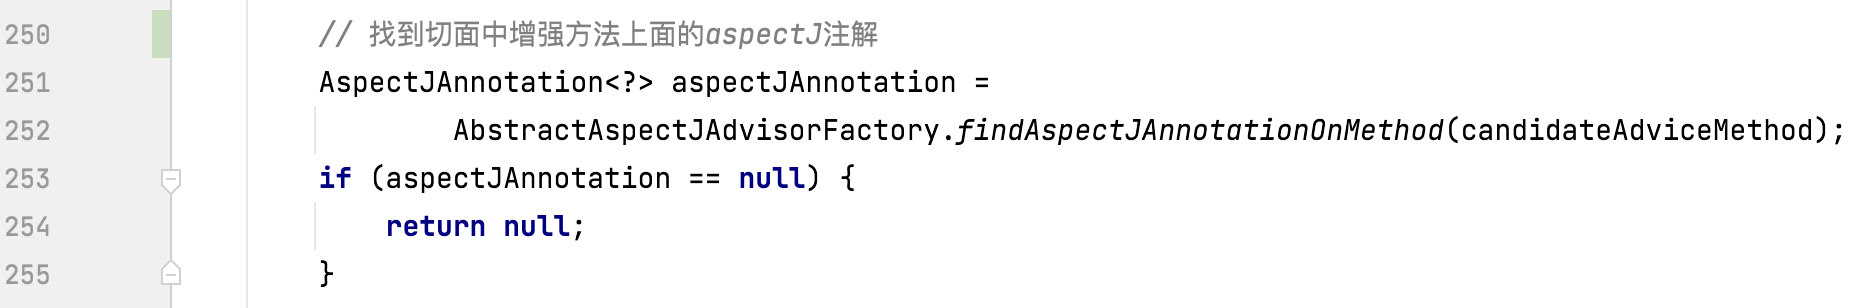 250 // 找到切面中增强方法上面的aspectJ注解
251 AspectJAnnotation<?> aspectJAnnotation =
252 AbstractAspectJAdvisorFactory.findAspectJAnnotationOnMethod(candidateAdviceMethod);
253 if (aspectJAnnotation == null) {
254 return null;
255 }